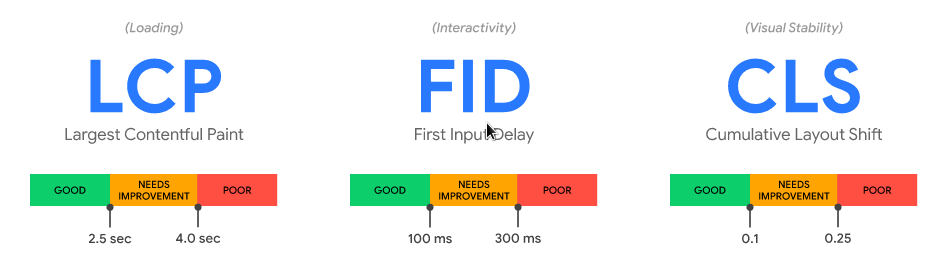 (Loading)
LCP
Largest Contentful Paint
GOOD
NEEDS
IMPROVEMENT
POOR
2.5 sec
4.0 sec
(Interactivity)
FID
First Input Delay
GOOD
NEEDS
IMPROVEMENT
POOR
100 ms
300 ms
(Visual Stability)
CLS
Cumulative Layout Shift
GOOD
NEEDS
IMPROVEMENT
POOR
0.1
0.25